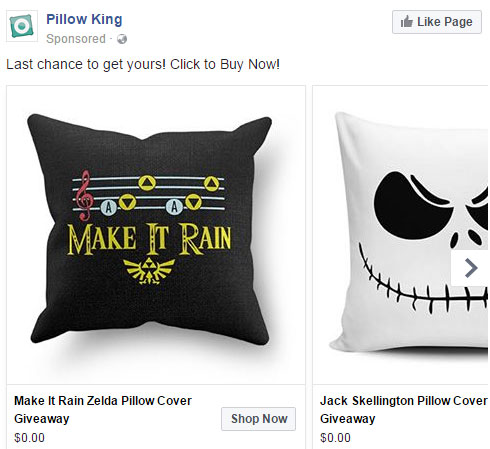 Pillow King
Like Page
Sponsored ·
Last chance to get yours! Click to Buy Now!
A A
MAKE IT RAIN
Make It Rain Zelda Pillow Cover
Giveaway
$0.00
Shop Now
Jack Skellington Pillow Cover
Giveaway
$0.00